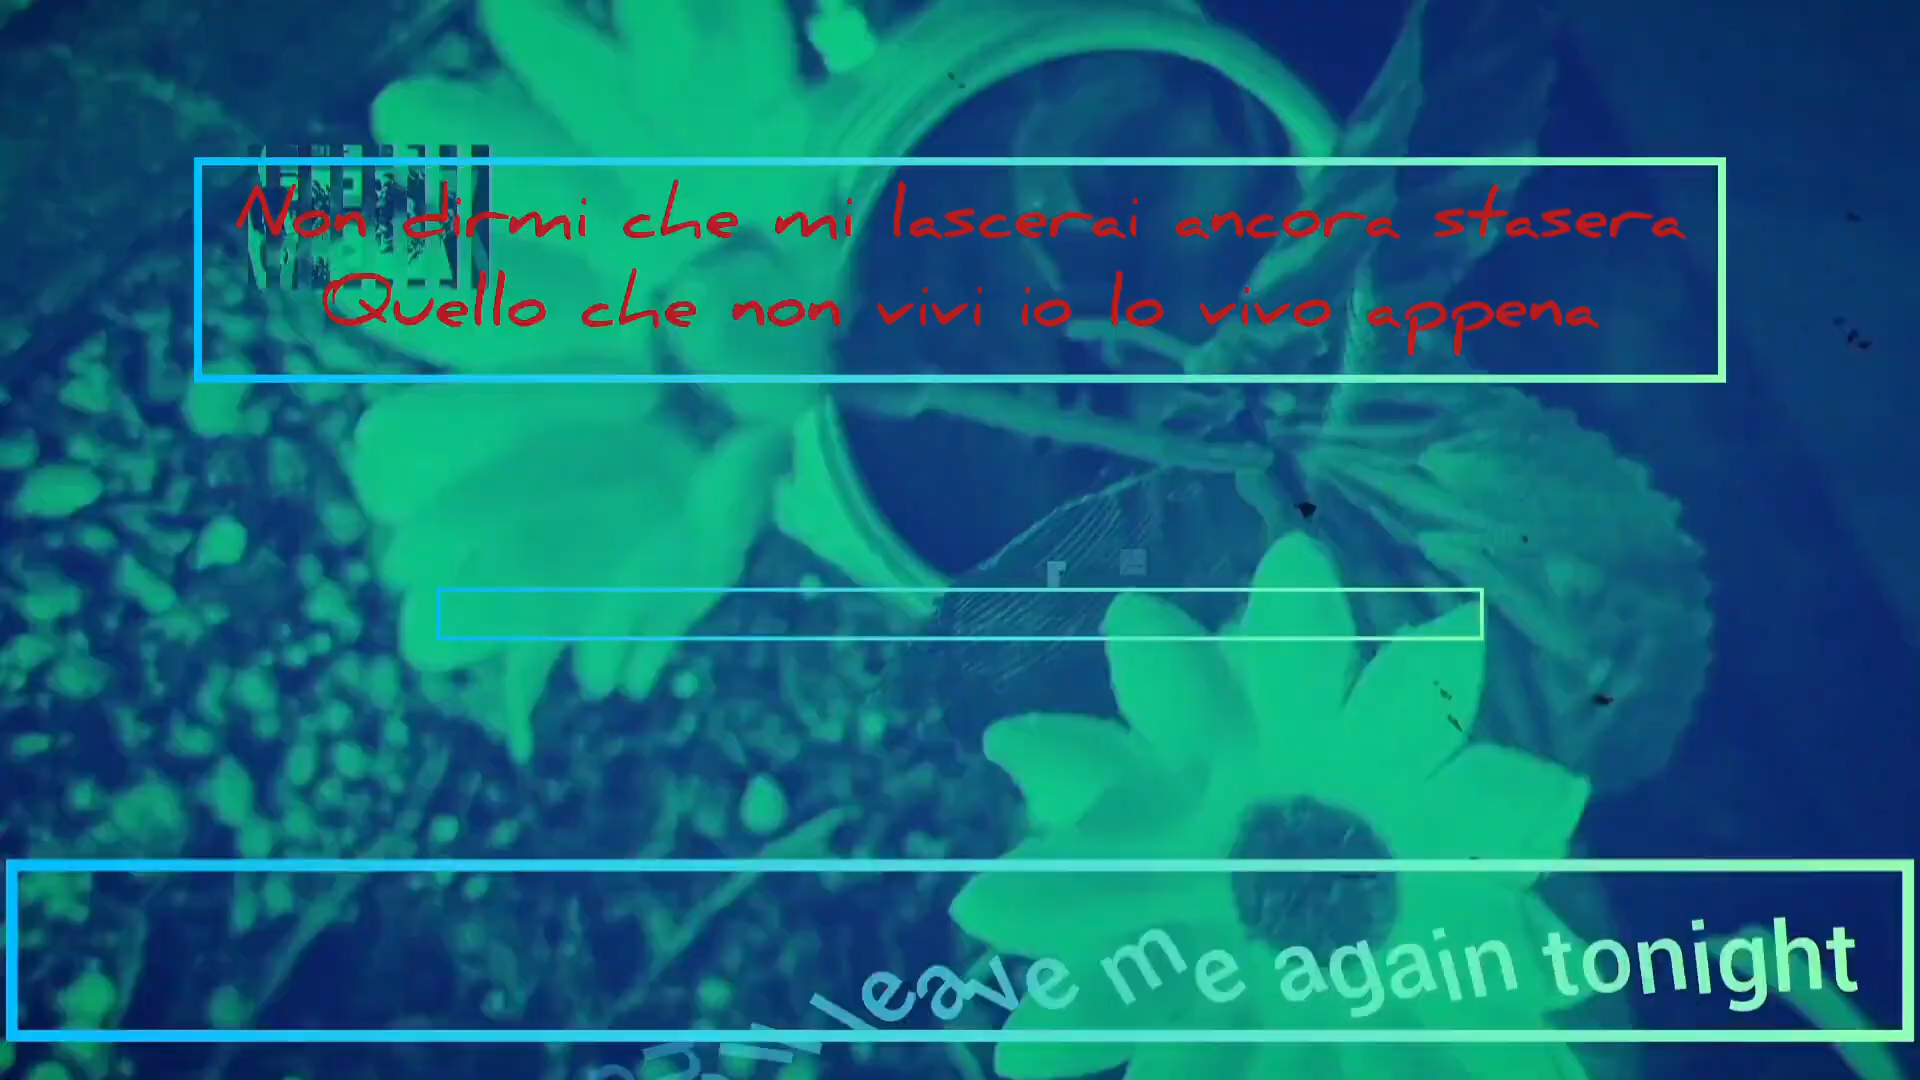 Non dirmi che mi lascerai ancora stasera
Quello che non vivi io lo vivo appena
leave me again tonight